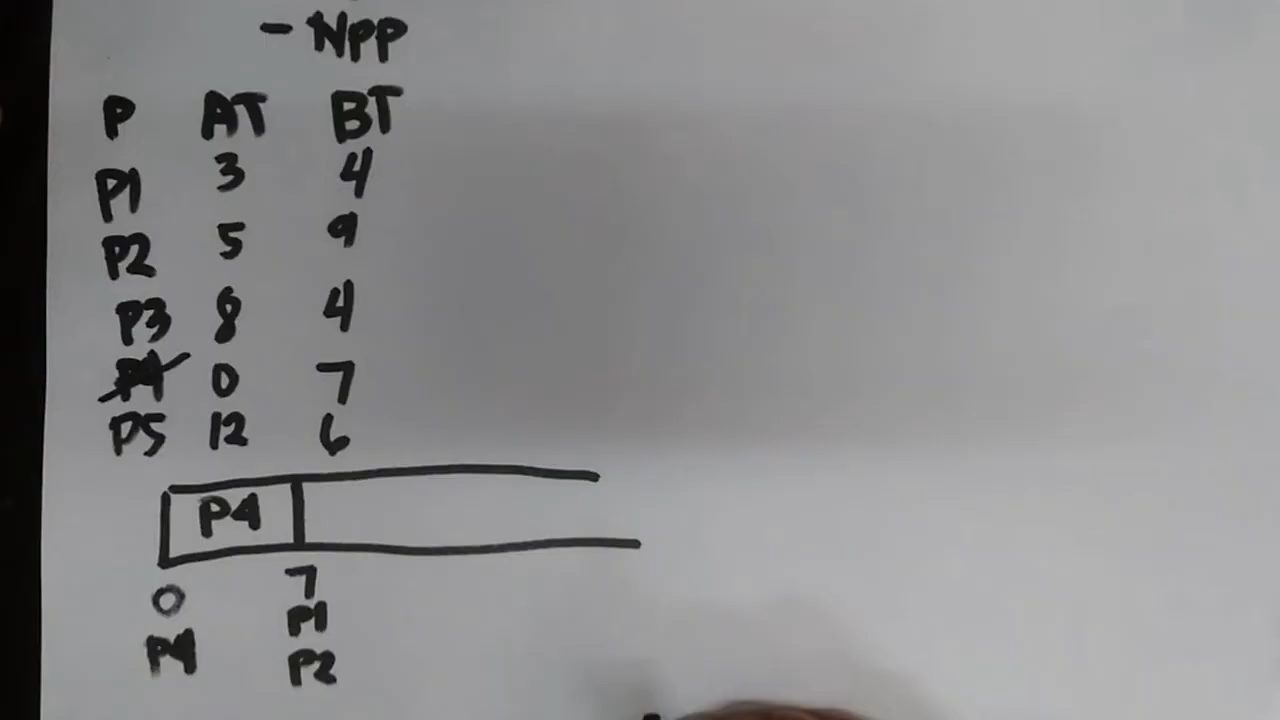 - NPP
P AT BT
P1 3 4
P2 5 9
P3 8 4
P4 0 7
P5 12 6
P4
0 7
P4 P1
P2